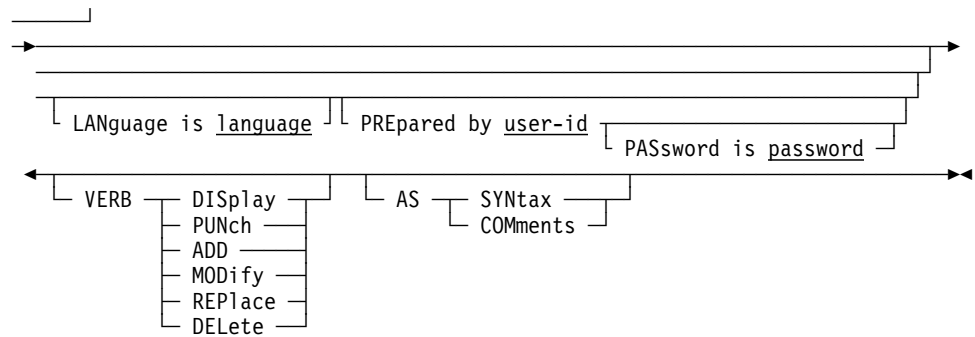 LANguage is language PREpared by user-id
PASsword is password
VERB DISplay AS SYNtax
PUNch COMments
ADD
MODify
REPlace
DELete